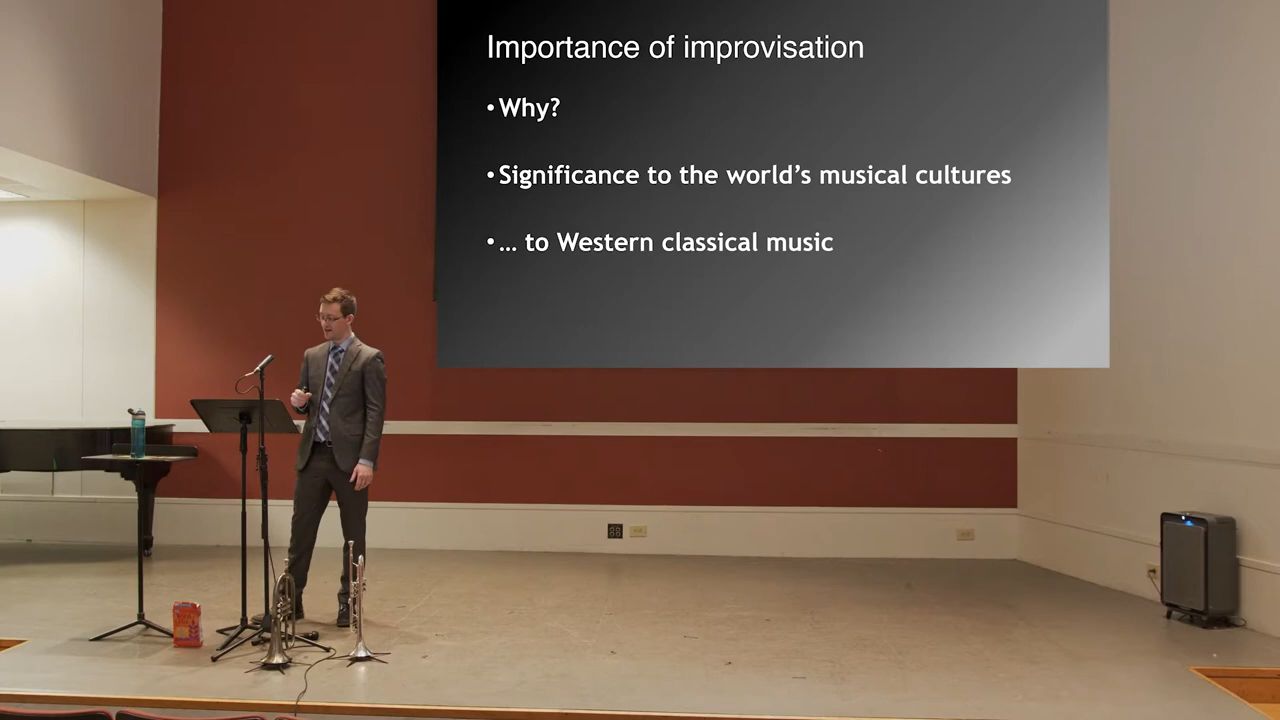 Importance of improvisation
• Why?
• Significance to the world’s musical cultures
• … to Western classical music